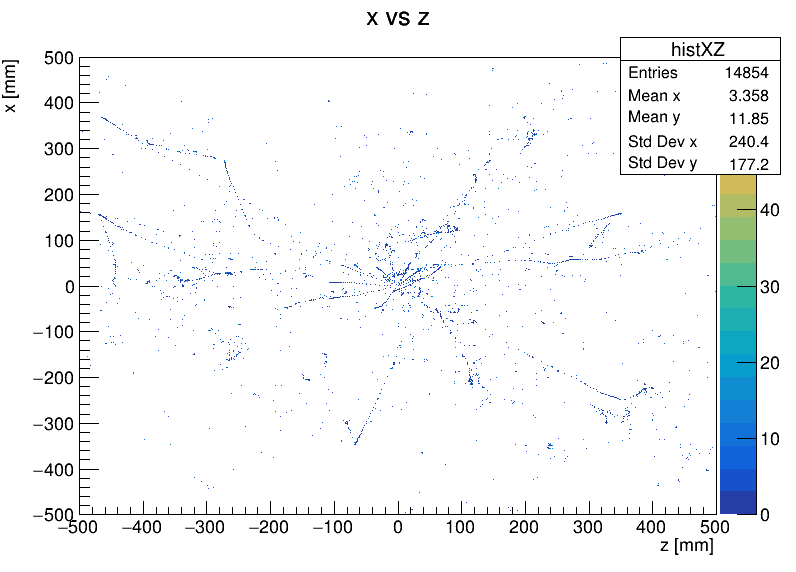 x vs z
histXZ
Entries 14854
Mean x 3.358
Mean y 11.85
Std Dev x 240.4
Std Dev y 177.2
x [mm]
500
400
300
200
100
0
−100
−200
−300
−400
−500
40
30
20
10
0
−500 −400 −300 −200 −100 0 100 200 300 400 500
z [mm]